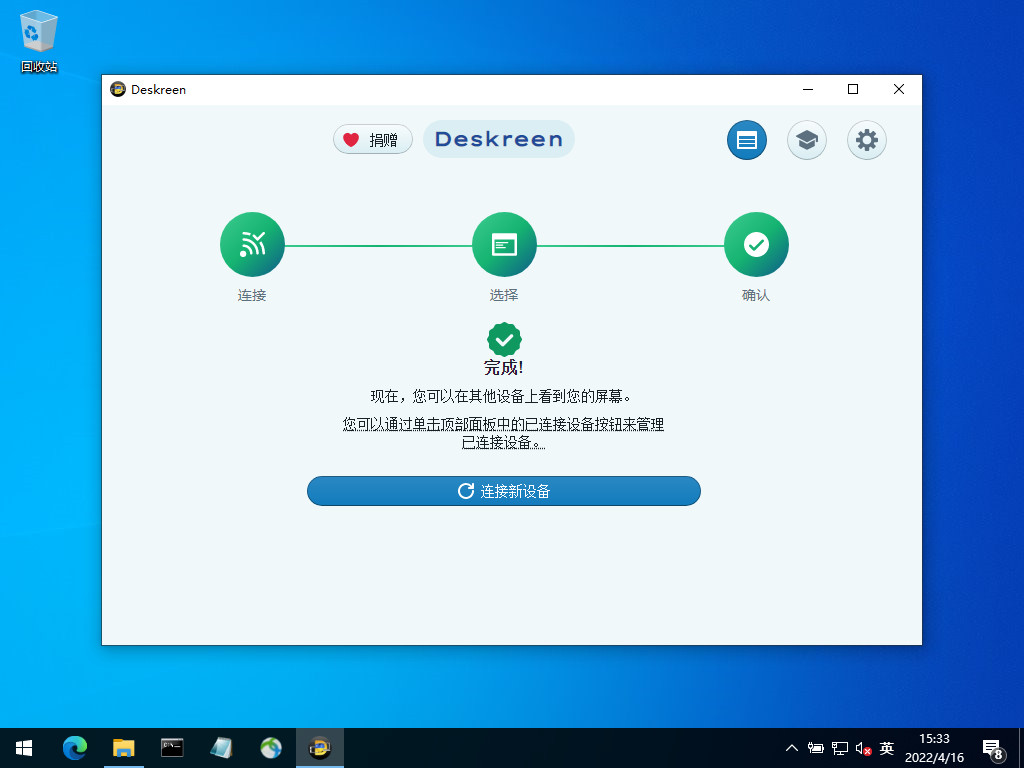 回收站
Deskreen
捐赠
Deskreen
连接
选择
确认
完成!
现在，您可以在其他设备上看到您的屏幕。
您可以通过单击顶部面板中的已连接设备按钮来管理
已连接设备。
连接新设备
英
15:33
2022/4/16
8